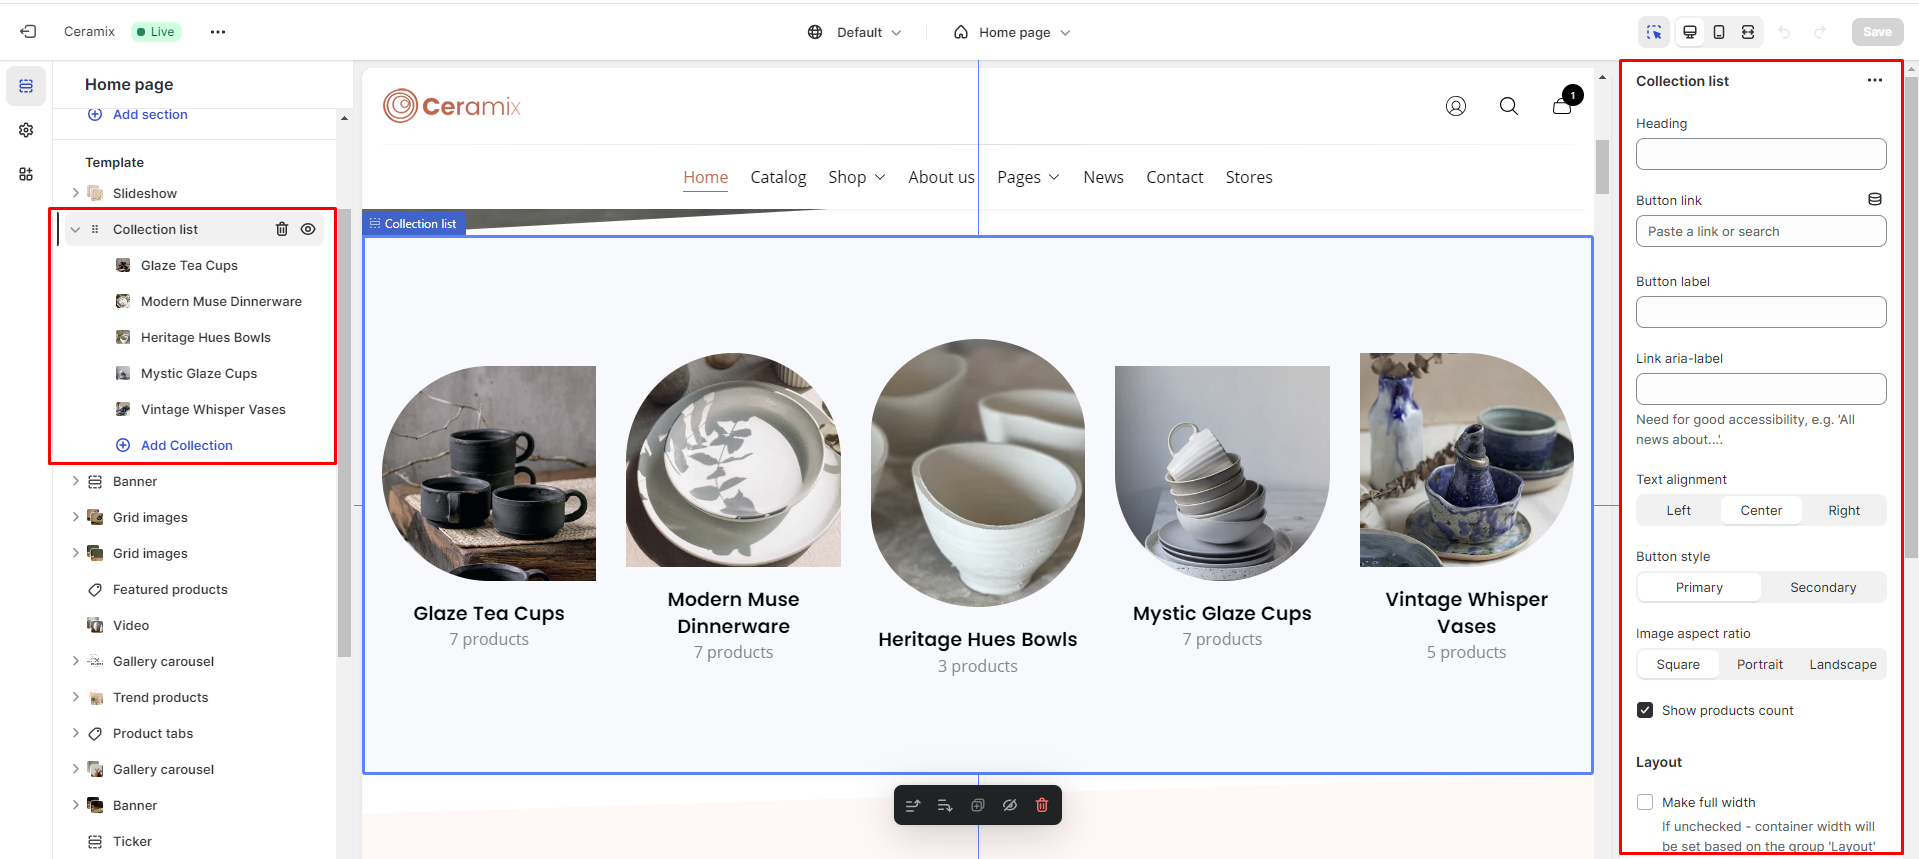 Ceramix
Live
Default
Home page
Save
Home page
Add section
Template
Slideshow
Collection list
Glaze Tea Cups
Modern Muse Dinnerware
Heritage Hues Bowls
Mystic Glaze Cups
Vintage Whisper Vases
Add Collection
Banner
Grid images
Grid images
Featured products
Video
Gallery carousel
Trend products
Product tabs
Gallery carousel
Banner
Ticker
Ceramix
1
Home
Catalog
Shop
About us
Pages
News
Contact
Stores
Collection list
Glaze Tea Cups
7 products
Modern Muse
Dinnerware
7 products
Heritage Hues Bowls
3 products
Mystic Glaze Cups
7 products
Vintage Whisper
Vases
5 products
Collection list
Heading
Button link
Paste a link or search
Button label
Link aria-label
Need for good accessibility, e.g. 'All
news about...'.
Text alignment
Left
Center
Right
Button style
Primary
Secondary
Image aspect ratio
Square
Portrait
Landscape
Show products count
Layout
Make full width
If unchecked - container width will
be set based on the group 'Layout'